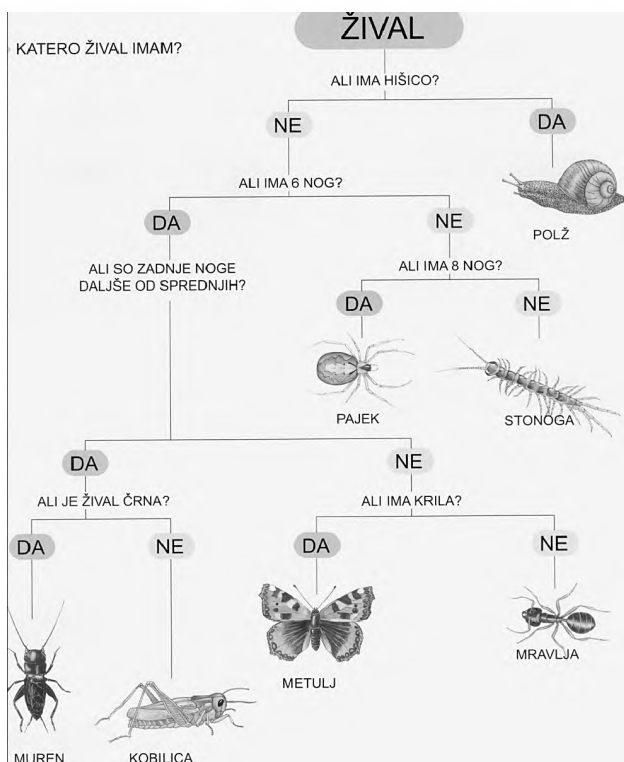 ŽIVAL
KATERO ŽIVAL IMAM?
ALI IMA HIŠICO?
NE
DA
ALI IMA 6 NOG?
POLŽ
DA
NE
ALI SO ZADNJE NOGE
DALJŠE OD SPREDNJIH?
ALI IMA 8 NOG?
DA
NE
PAJEK
STONOGA
DA
NE
ALI JE ŽIVAL ČRNA?
ALI IMA KRILA?
DA
NE
DA
NE
METULJ
MRAVLJA
MUREN
KOBILICA